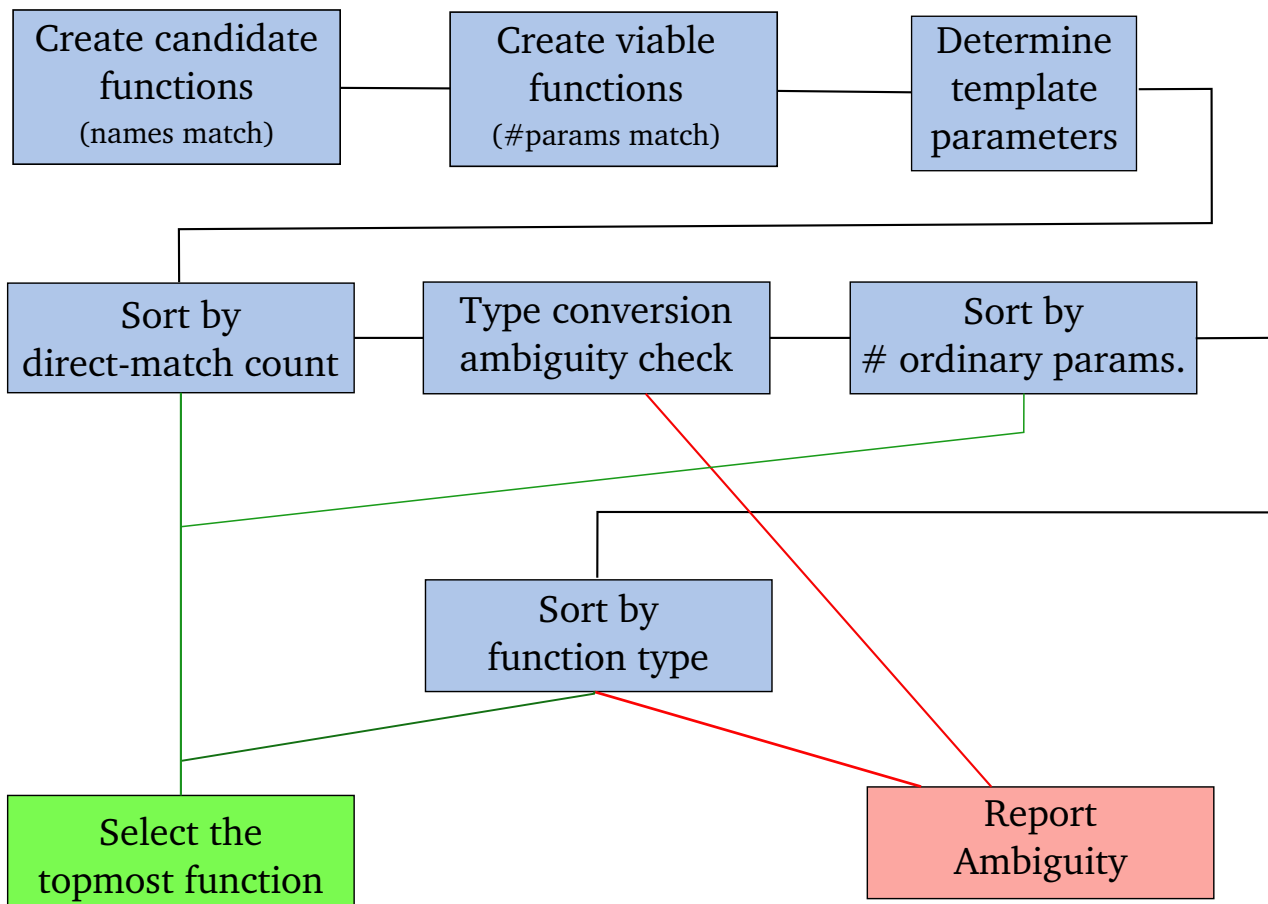 Create candidate
functions
(names match)
Create viable
functions
(#params match)
Determine
template
parameters
Sort by
direct-match count
Type conversion
ambiguity check
Sort by
# ordinary params.
Sort by
function type
Select the
topmost function
Report
Ambiguity